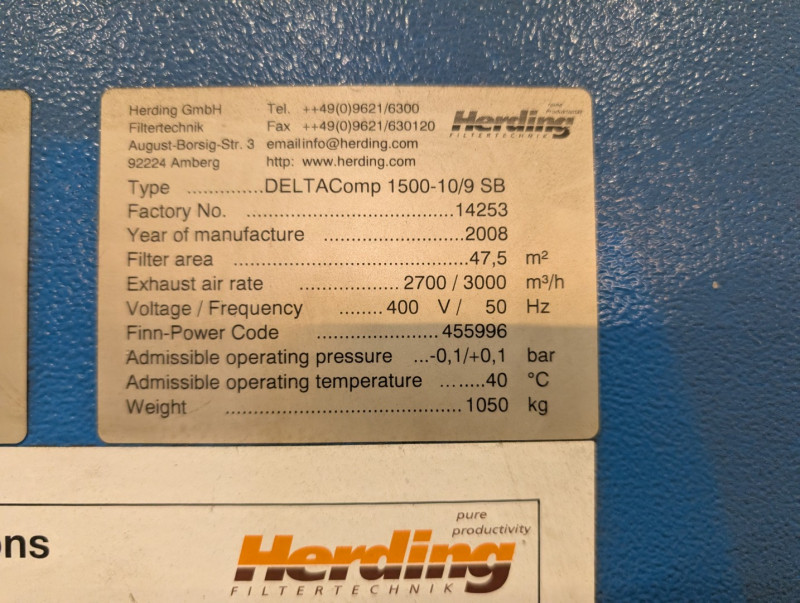 Herding GmbH Tel. ++49(0)9621/6300
Filtertechnik Fax ++49(0)9621/630120
August-Borsig-Str. 3 email info@herding.com
92224 Amberg http: www.herding.com
Herding
FILTERTECHNIK
Type ...............DELTAComp 1500-10/9 SB
Factory No. ....................................14253
Year of manufacture ........................2008
Filter area ........................................47,5 m²
Exhaust air rate .................2700 / 3000 m³/h
Voltage / Frequency ........400 V / 50 Hz
Finn-Power Code .....................455996
Admissible operating pressure ...-0,1/+0,1 bar
Admissible operating temperature ........40 °C
Weight .........................................1050 kg
ons
pure
productivity
Herding
FILTERTECHNIK